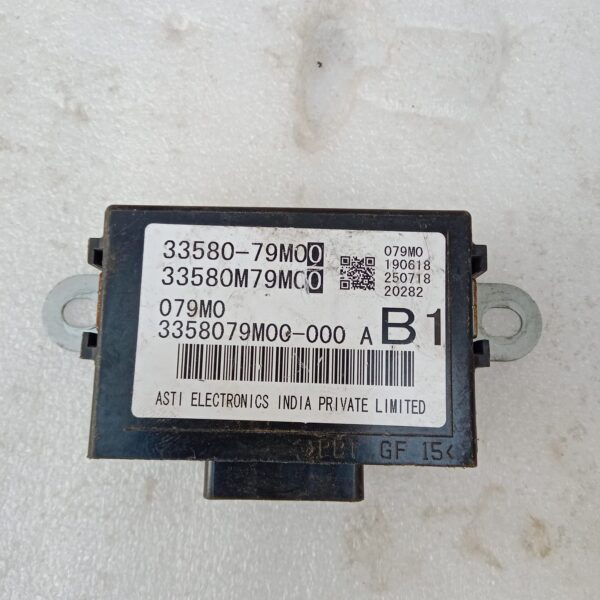 33580-79M00
33580M79M00
079M0
190618
250718
20282
079M0
3358079M00-000 A B1
ASTI ELECTRONICS INDIA PRIVATE LIMITED
GF 15<